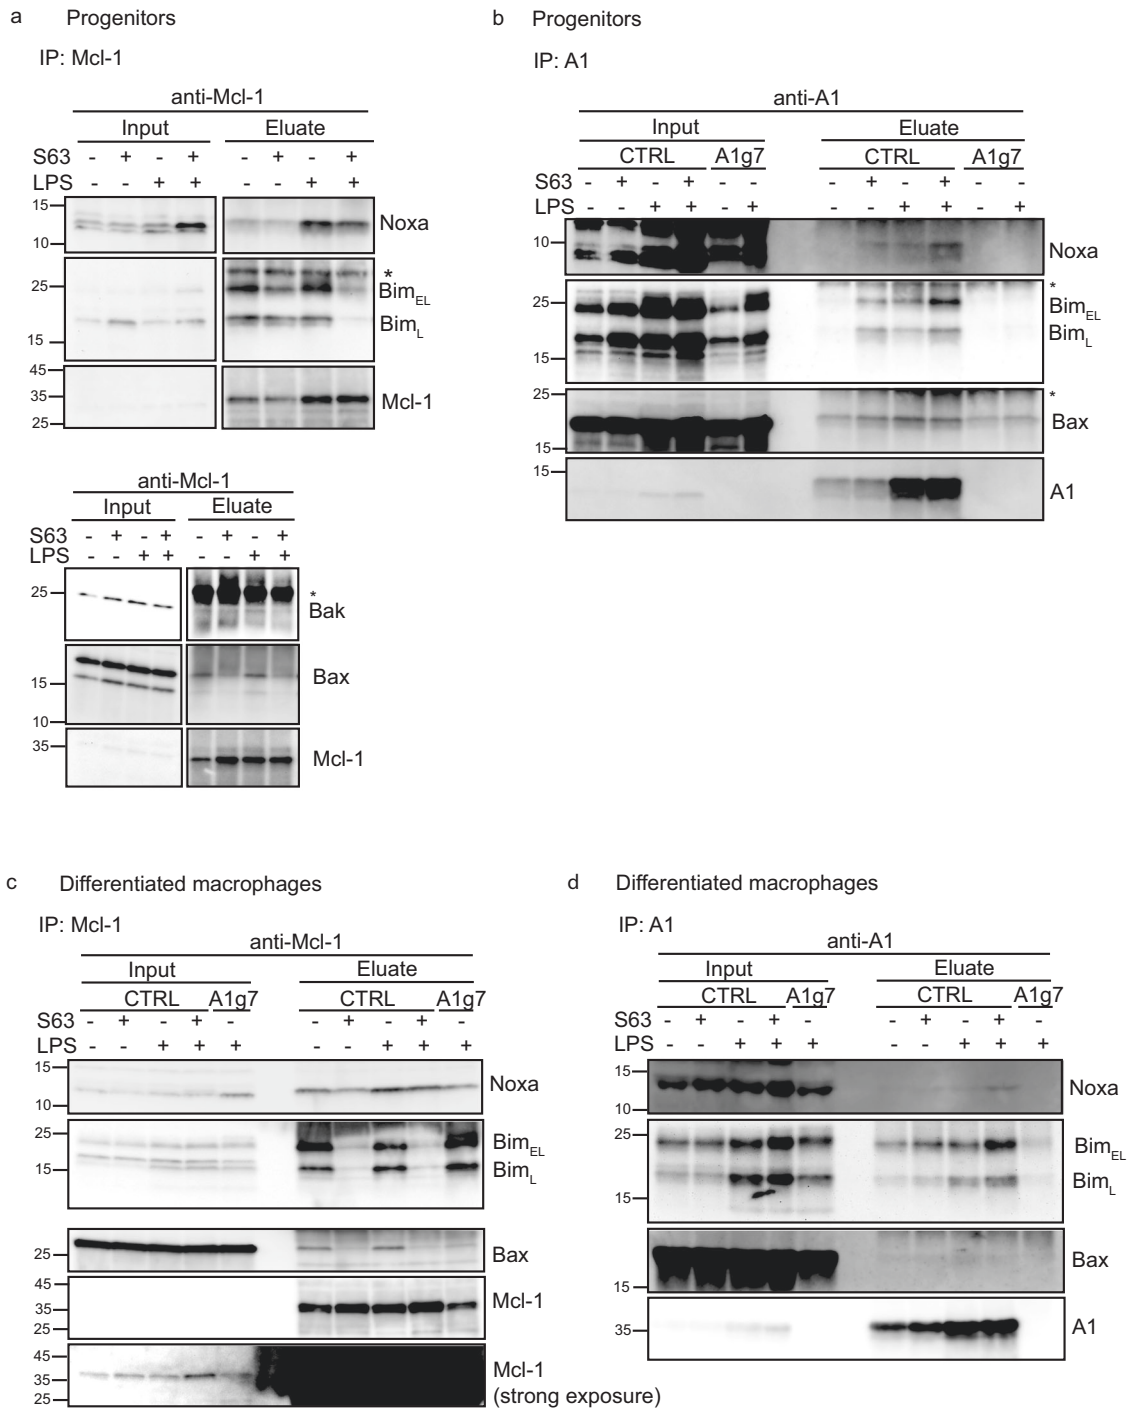 a Progenitors
IP: Mcl-1
anti-Mcl-1
Input Eluate
S63 - + - + - + - +
LPS - - + + - - + +
15
10
Noxa
25
15
*
BimEL
BimL
45
35
25
Mcl-1
anti-Mcl-1
Input Eluate
S63 - + - + - + - +
LPS - - + + - - + +
25
*
Bak
15
10
Bax
35
Mcl-1
b Progenitors
IP: A1
anti-A1
Input Eluate
CTRL A1g7 CTRL A1g7
S63 - + - + - - - + - + - -
LPS - - + + - + - - + + - +
10
Noxa
25
15
*
BimEL
BimL
25
15
*
Bax
15
A1
c Differentiated macrophages
IP: Mcl-1
anti-Mcl-1
Input Eluate
CTRL A1g7 CTRL A1g7
S63 - + - + - - + - + -
LPS - - + + + - - + + +
15
10
Noxa
25
15
BimEL
BimL
25
Bax
45
35
25
Mcl-1
45
35
25
Mcl-1
(strong exposure)
d Differentiated macrophages
IP: A1
anti-A1
Input Eluate
CTRL A1g7 CTRL A1g7
S63 - + - + - - + - + -
LPS - - + + + - - + + +
15
10
Noxa
25
15
BimEL
BimL
15
Bax
35
A1